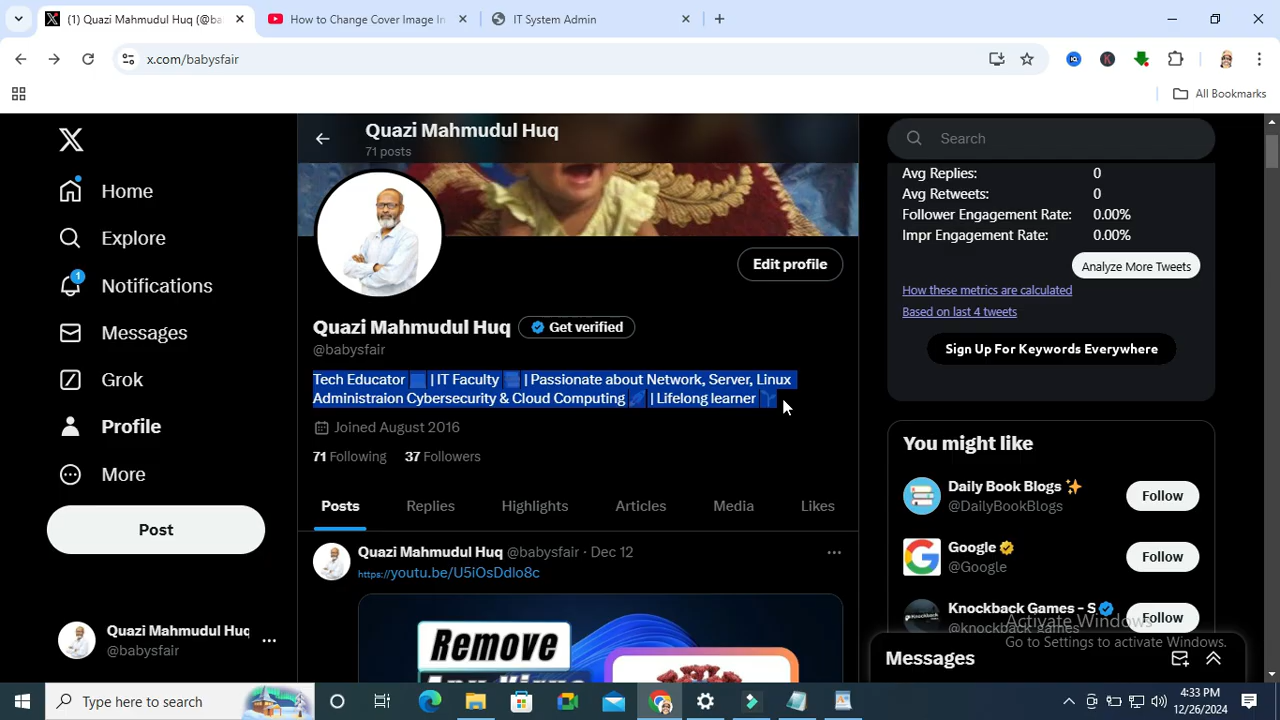 (1) Quazi Mahmudul Huq (@ba
How to Change Cover Image In
IT System Admin
x.com/babysfair
All Bookmarks
Home
Explore
1
Notifications
Messages
Grok
Profile
More
Post
Quazi Mahmudul Huq
@babysfair
Quazi Mahmudul Huq
71 posts
Edit profile
Quazi Mahmudul Huq
Get verified
@babysfair
Tech Educator | IT Faculty | Passionate about Network, Server, Linux
Administraion Cybersecurity & Cloud Computing | Lifelong learner
Joined August 2016
71 Following 37 Followers
Posts Replies Highlights Articles Media Likes
Quazi Mahmudul Huq @babysfair · Dec 12
https://youtu.be/U5iOsDdlo8c
Remove
Search
Avg Replies: 0
Avg Retweets: 0
Follower Engagement Rate: 0.00%
Impr Engagement Rate: 0.00%
Analyze More Tweets
How these metrics are calculated
Based on last 4 tweets
Sign Up For Keywords Everywhere
You might like
Daily Book Blogs
@DailyBookBlogs
Follow
Google
@Google
Follow
Knockback Games - S
@knockback_games
Follow
Activate Windows
Go to Settings to activate Windows.
Messages
Type here to search
4:33 PM
12/26/2024